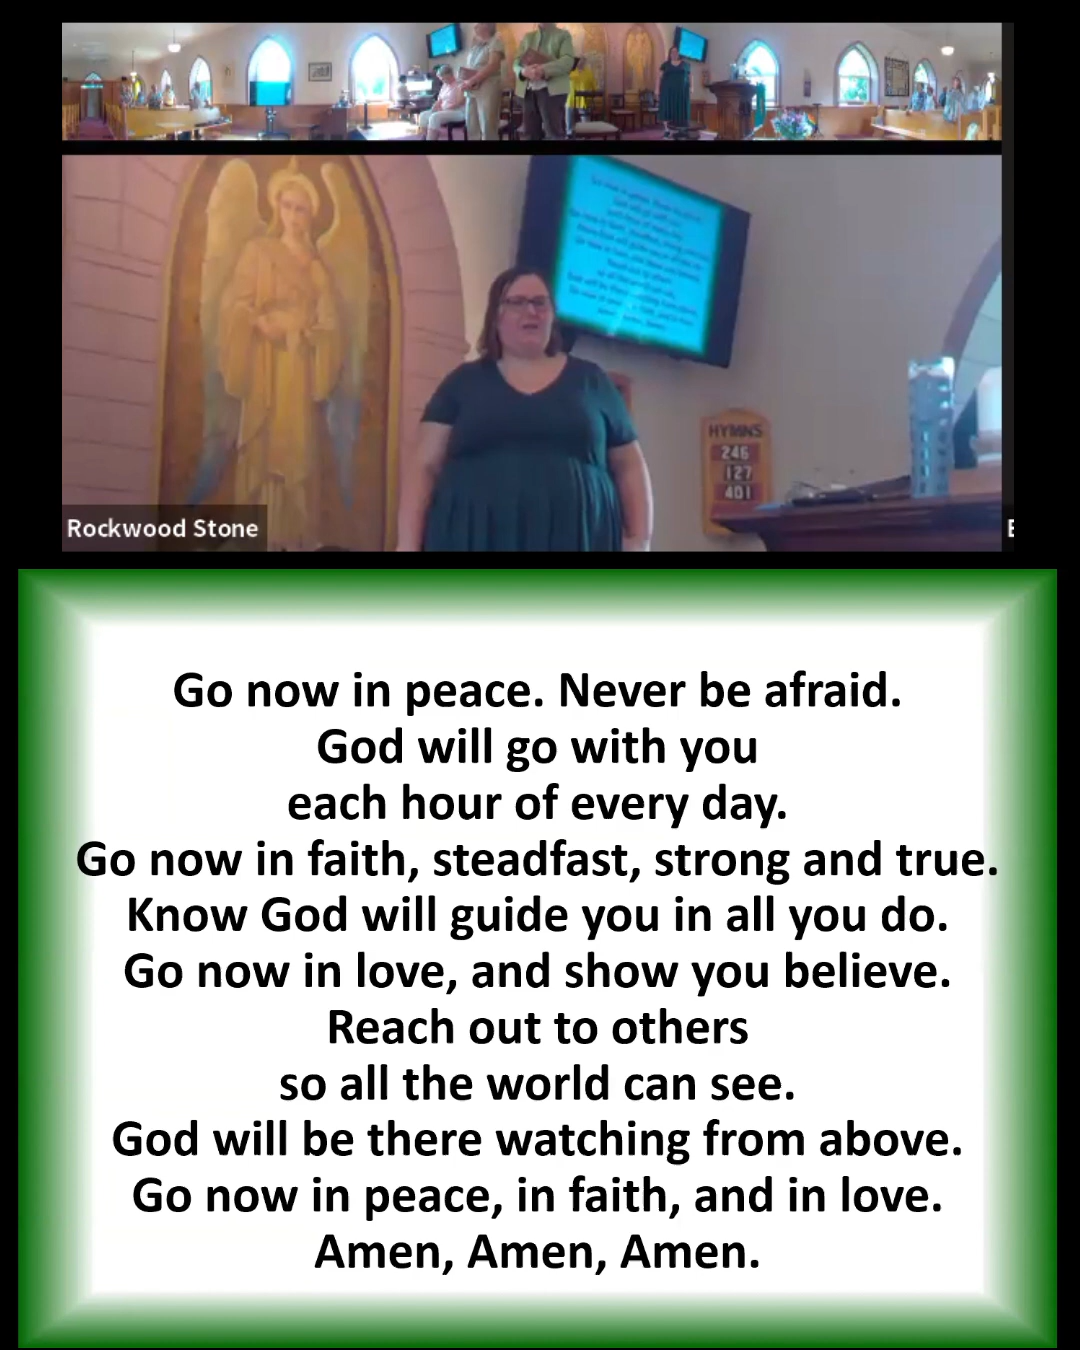 HYMNS
246
127
401
Rockwood Stone
Go now in peace. Never be afraid.
God will go with you
each hour of every day.
Go now in faith, steadfast, strong and true.
Know God will guide you in all you do.
Go now in love, and show you believe.
Reach out to others
so all the world can see.
God will be there watching from above.
Go now in peace, in faith, and in love.
Amen, Amen, Amen.